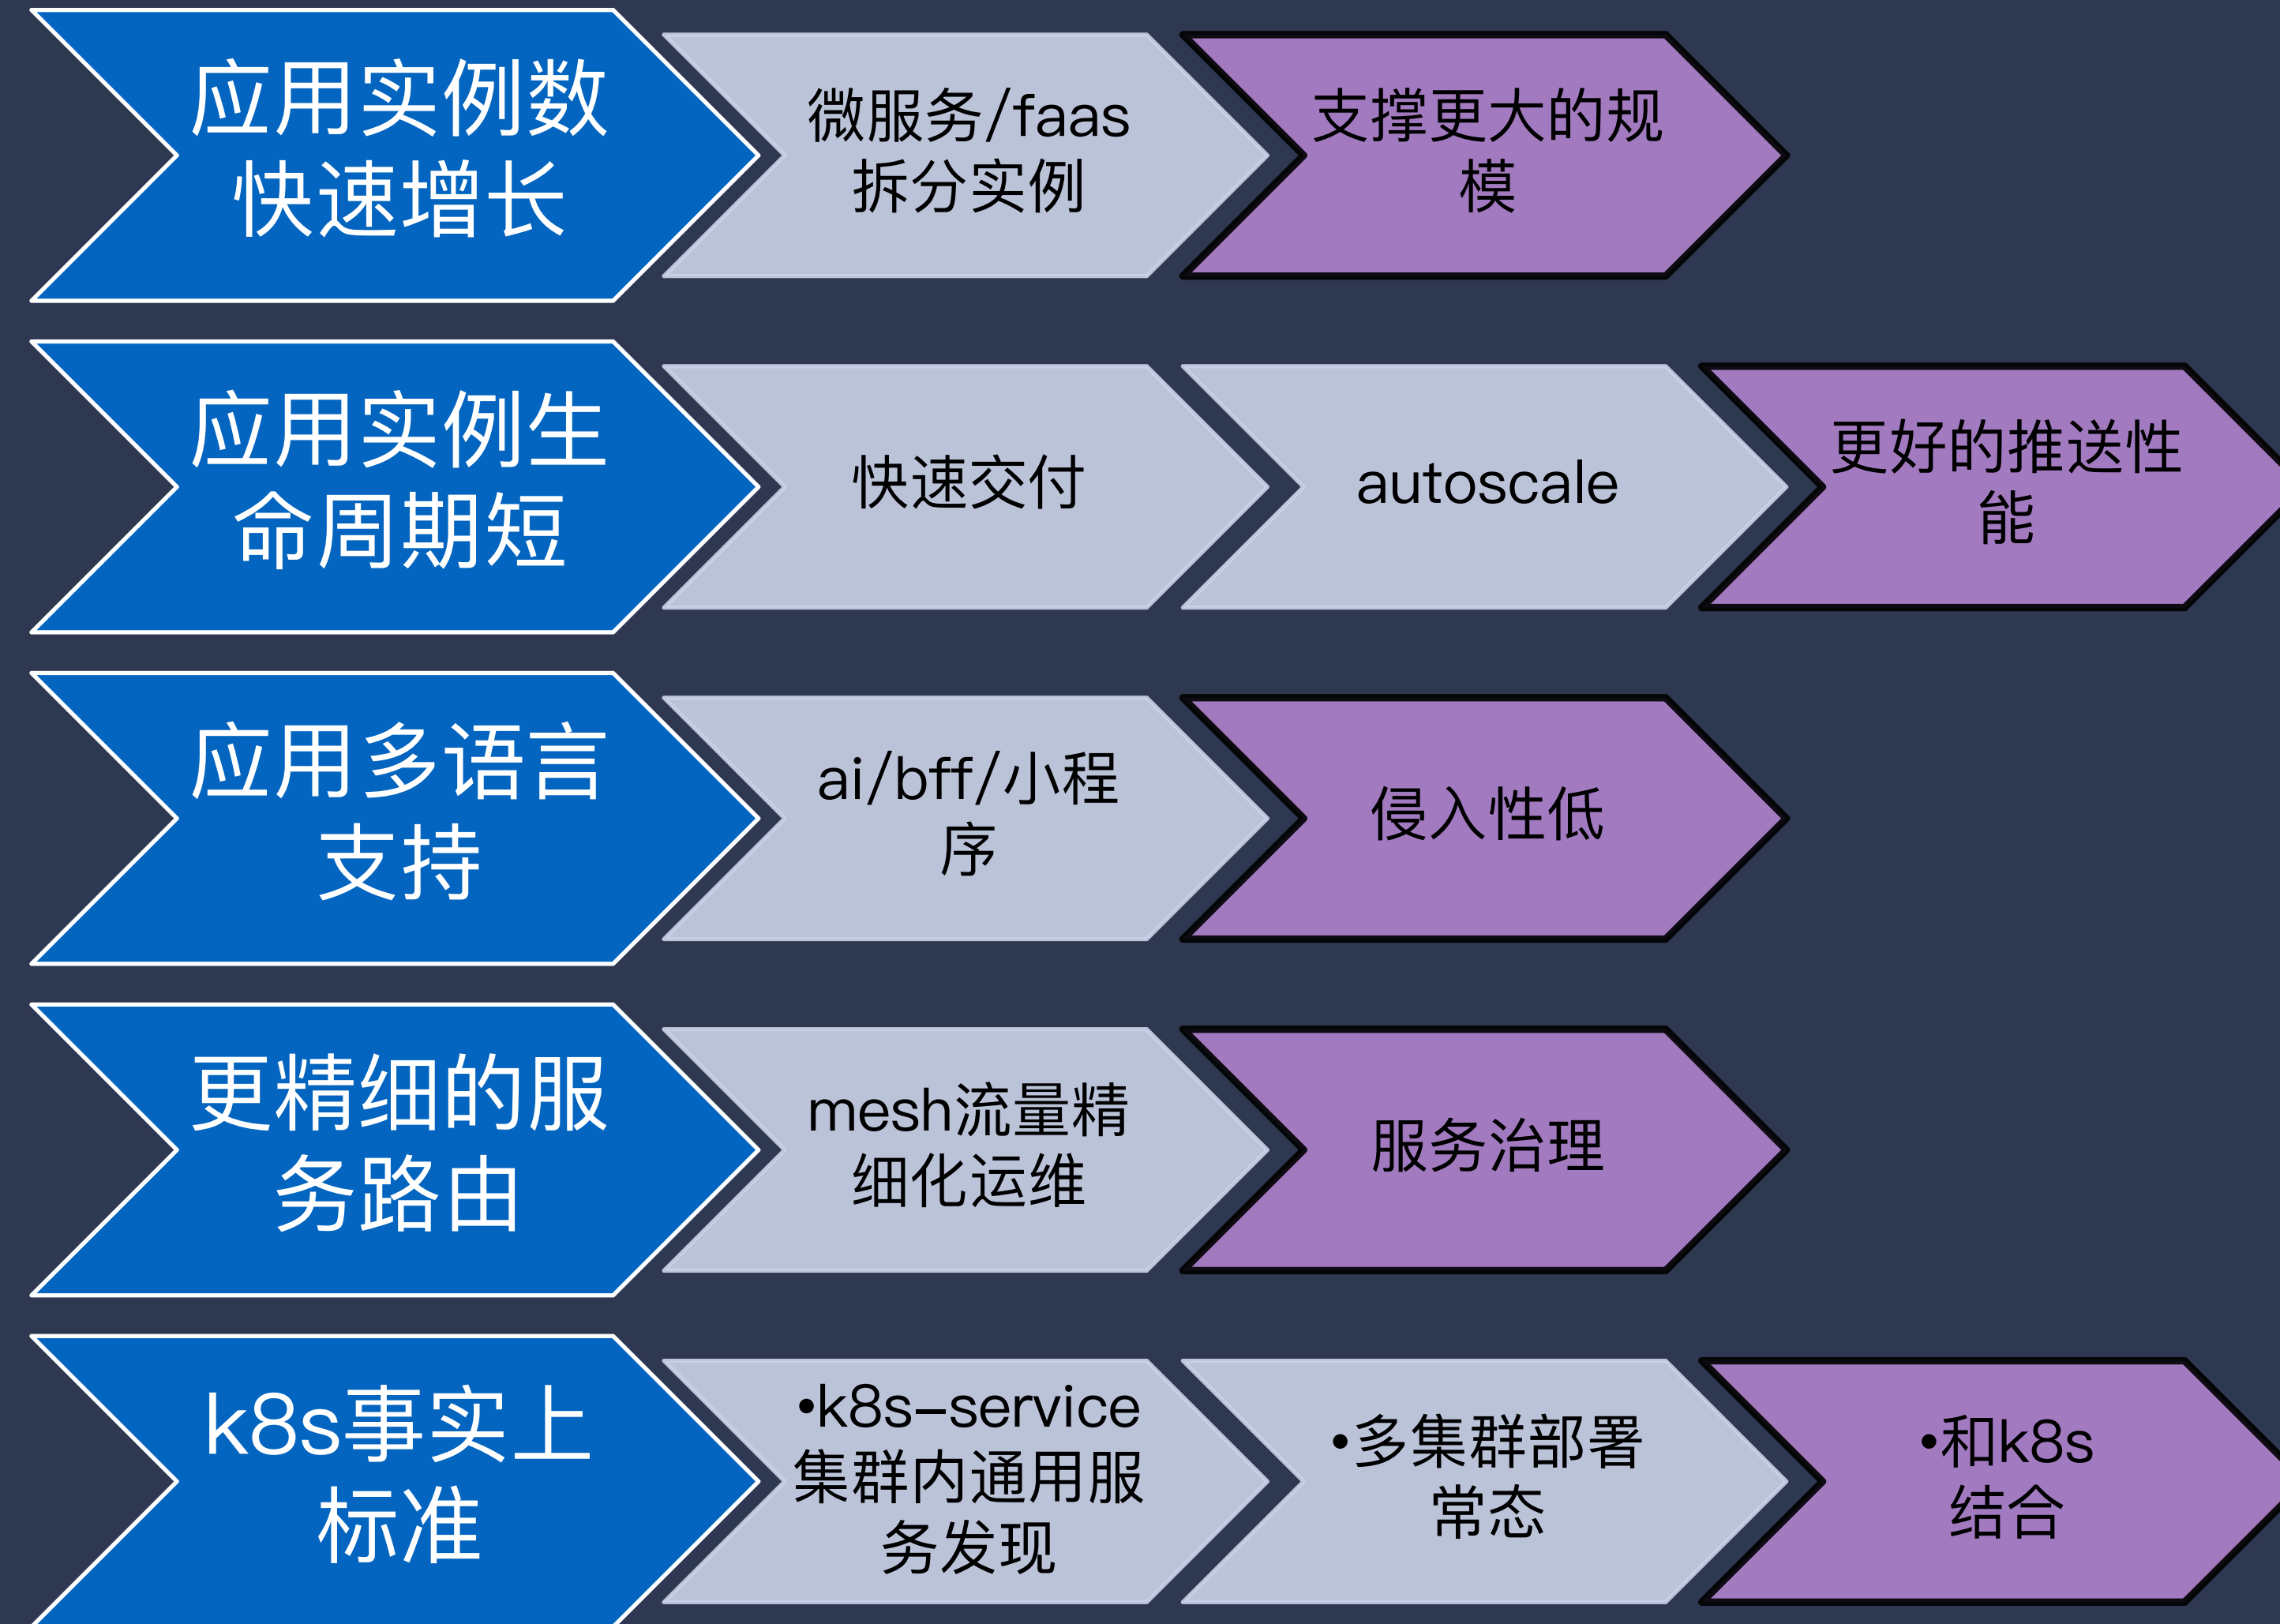 应用实例数
快速增长
微服务/faas
拆分实例
支撑更大的规
模
应用实例生
命周期短
快速交付
autoscale
更好的推送性
能
应用多语言
支持
ai/bff/小程
序
侵入性低
更精细的服
务路由
mesh流量精
细化运维
服务治理
k8s事实上
标准
•k8s-service
集群内通用服
务发现
•多集群部署
常态
•和k8s
结合